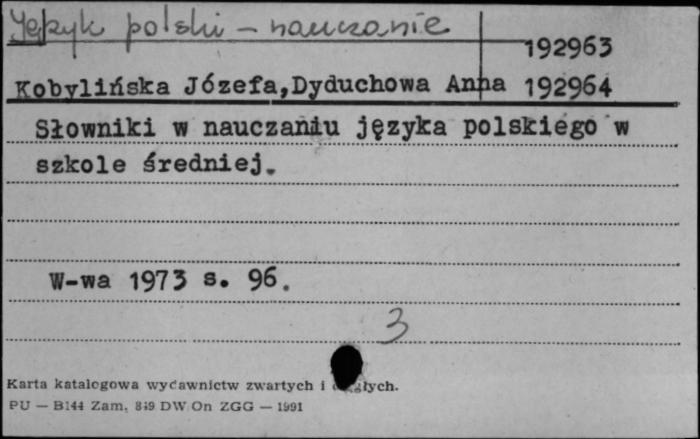 Język polski – nauczanie
192963
Kobylińska Józefa,Dyduchowa Anna 192964
Słowniki w nauczaniu języka polskiego w
szkole średniej.
W-wa 1973 s. 96.
3
Karta katalogowa wydawnictw zwartych i ciągłych.
PU — B144 Zam. 849 DW On ZGG — 1991